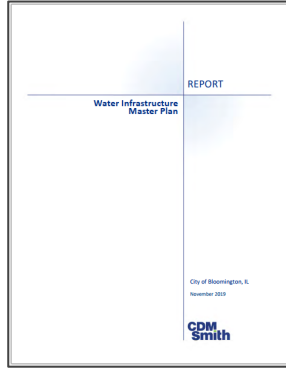 REPORT
Water Infrastructure
Master Plan
City of Bloomington, IL
November 2019
CDM
Smith